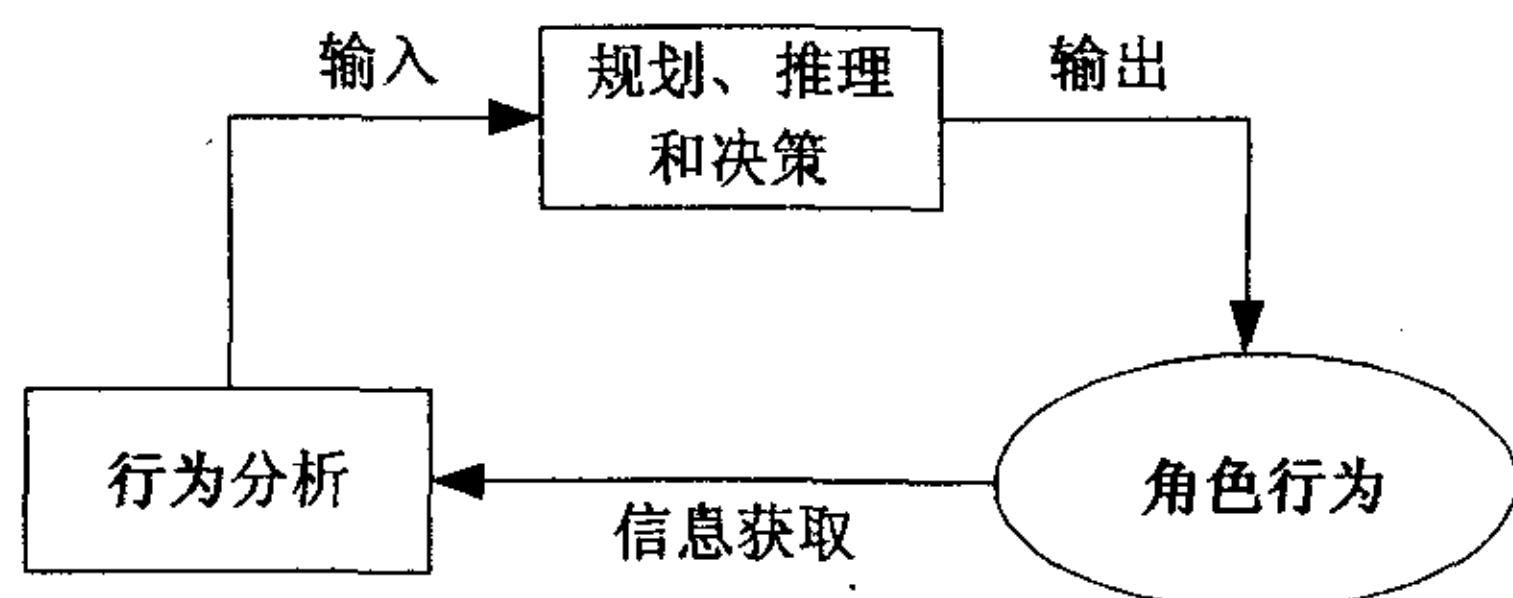 输入
规划、推理
和决策
输出
行为分析
信息获取
角色行为